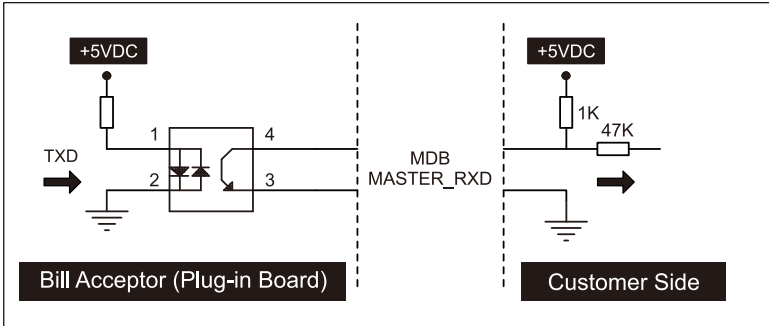 +5VDC
1
4
TXD
2
3
MDB
MASTER_RXD
+5VDC
1K
47K
Bill Acceptor (Plug-in Board)
Customer Side